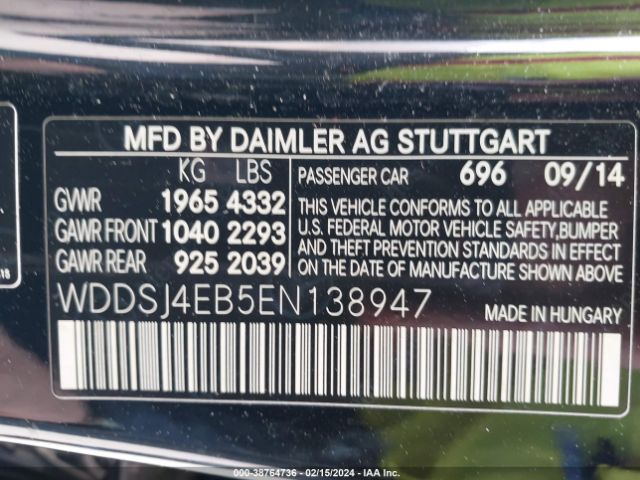 MFD BY DAIMLER AG STUTTGART
KG LBS
GVWR 1965 4332
GAWR FRONT 1040 2293
GAWR REAR 925 2039
PASSENGER CAR 696 09/14
THIS VEHICLE CONFORMS TO ALL APPLICABLE
U.S. FEDERAL MOTOR VEHICLE SAFETY,BUMPER
AND THEFT PREVENTION STANDARDS IN EFFECT
ON THE DATE OF MANUFACTURE SHOWN ABOVE.
WDDSJ4EB5EN138947
MADE IN HUNGARY
000-38764736 - 02/15/2024 - IAA Inc.